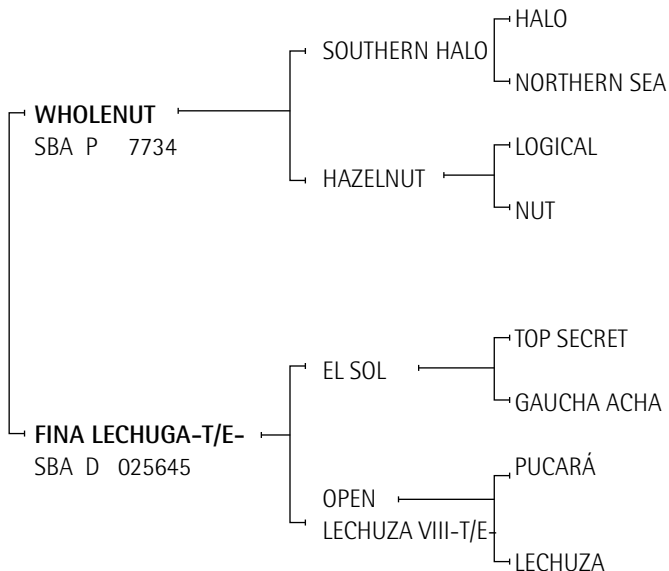 HALO
SOUTHERN HALO
NORTHERN SEA
WHOLENUT
SBA P 7734
LOGICAL
HAZELNUT
NUT
TOP SECRET
EL SOL
GAUCHA ACHA
FINA LECHUGA-T/E-
SBA D 025645
PUCARÁ
OPEN
LECHUZA VIII-T/E-
LECHUZA